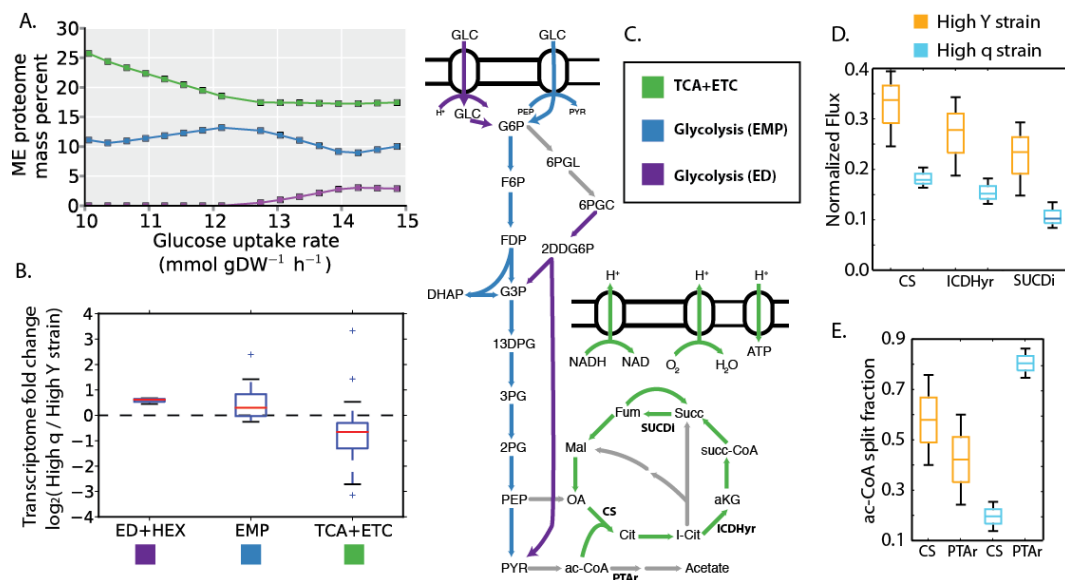 A.
ME proteome
mass percent
30
25
20
15
10
5
0
10 11 12 13 14 15
Glucose uptake rate
(mmol gDW⁻¹ h⁻¹)
B.
Transcriptome fold change
log₂( High q / High Y strain)
4
3
2
1
0
-1
-2
-3
-4
ED+HEX EMP TCA+ETC
C.
TCA+ETC
Glycolysis (EMP)
Glycolysis (ED)
GLC GLC
H⁺ GLC PEP PYR
G6P
6PGL
F6P
6PGC
FDP
2DDG6P
DHAP G3P
13DPG
3PG
2PG
PEP
PYR
H⁺ H⁺ H⁺
NADH NAD O₂ H₂O ATP
Fum Succ
SUCDi
Mal succ-CoA
OA aKG
CS
Cit I-Cit ICDHyr
ac-CoA Acetate
PTAr
D.
High Y strain
High q strain
Normalized Flux
0.4
0.3
0.2
0.1
0.0
CS ICDHyr SUCDi
E.
ac-CoA split fraction
0.9
0.7
0.5
0.3
0.1
CS PTAr CS PTAr